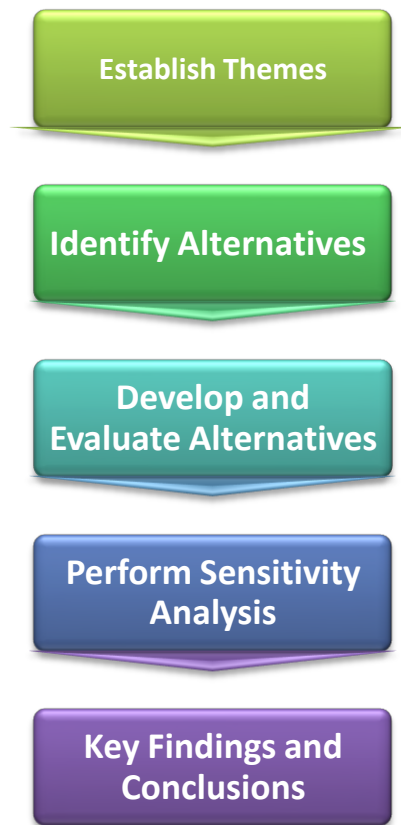 Establish Themes
Identify Alternatives
Develop and
Evaluate Alternatives
Perform Sensitivity
Analysis
Key Findings and
Conclusions